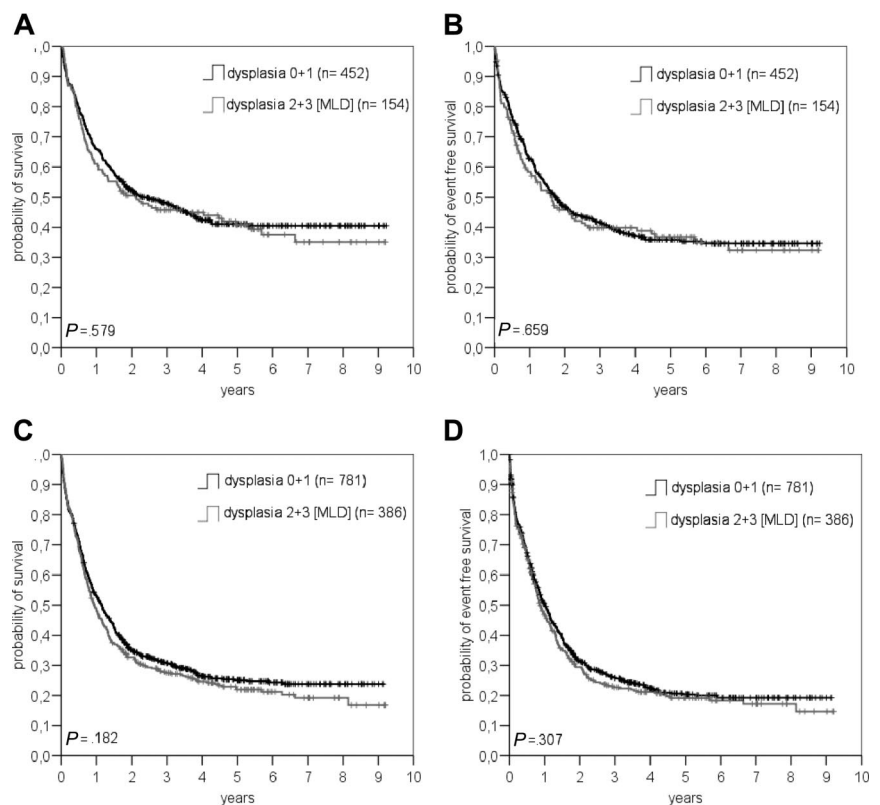 A
1,0
0,9
0,8
0,7
0,6
0,5
0,4
0,3
0,2
0,1
0,0
probability of survival
dysplasia 0+1 (n= 452)
dysplasia 2+3 [MLD] (n= 154)
P=.579
0 1 2 3 4 5 6 7 8 9 10
years
B
1,0
0,9
0,8
0,7
0,6
0,5
0,4
0,3
0,2
0,1
0,0
probability of event free survival
dysplasia 0+1 (n= 452)
dysplasia 2+3 [MLD] (n= 154)
P=.659
0 1 2 3 4 5 6 7 8 9 10
years
C
1,0
0,9
0,8
0,7
0,6
0,5
0,4
0,3
0,2
0,1
0,0
probability of survival
dysplasia 0+1 (n= 781)
dysplasia 2+3 [MLD] (n= 386)
P=.182
0 1 2 3 4 5 6 7 8 9 10
years
D
1,0
0,9
0,8
0,7
0,6
0,5
0,4
0,3
0,2
0,1
0,0
probability of event free survival
dysplasia 0+1 (n= 781)
dysplasia 2+3 [MLD] (n= 386)
P=.307
0 1 2 3 4 5 6 7 8 9 10
years